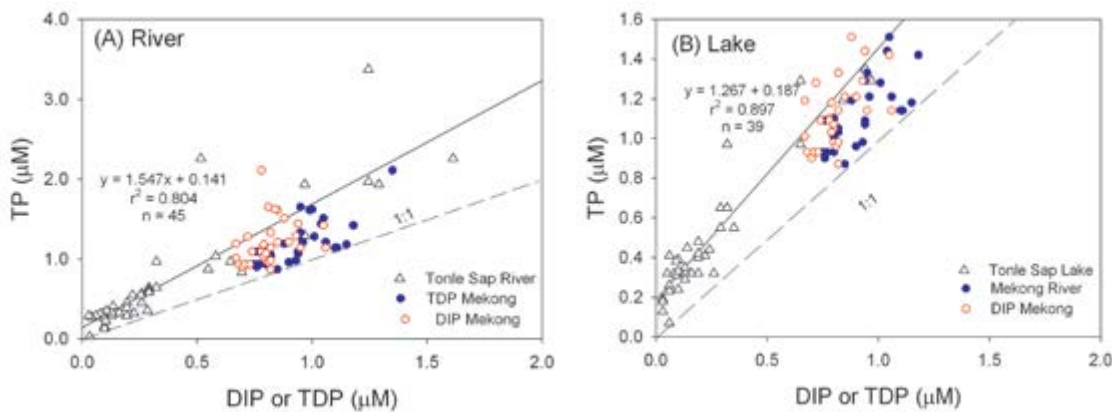 (A) River
4.0
3.0
2.0
1.0
0.0
TP (μM)
y = 1.547x + 0.141
r² = 0.804
n = 45
1:1
Tonle Sap River
TDP Mekong
DIP Mekong
0.0 0.5 1.0 1.5 2.0
DIP or TDP (μM)
(B) Lake
1.6
1.4
1.2
1.0
0.8
0.6
0.4
0.2
0.0
TP (μM)
y = 1.267 + 0.187
r² = 0.897
n = 39
1:1
Tonle Sap Lake
Mekong River
DIP Mekong
0.0 0.5 1.0 1.5 2.0
DIP or TDP (μM)